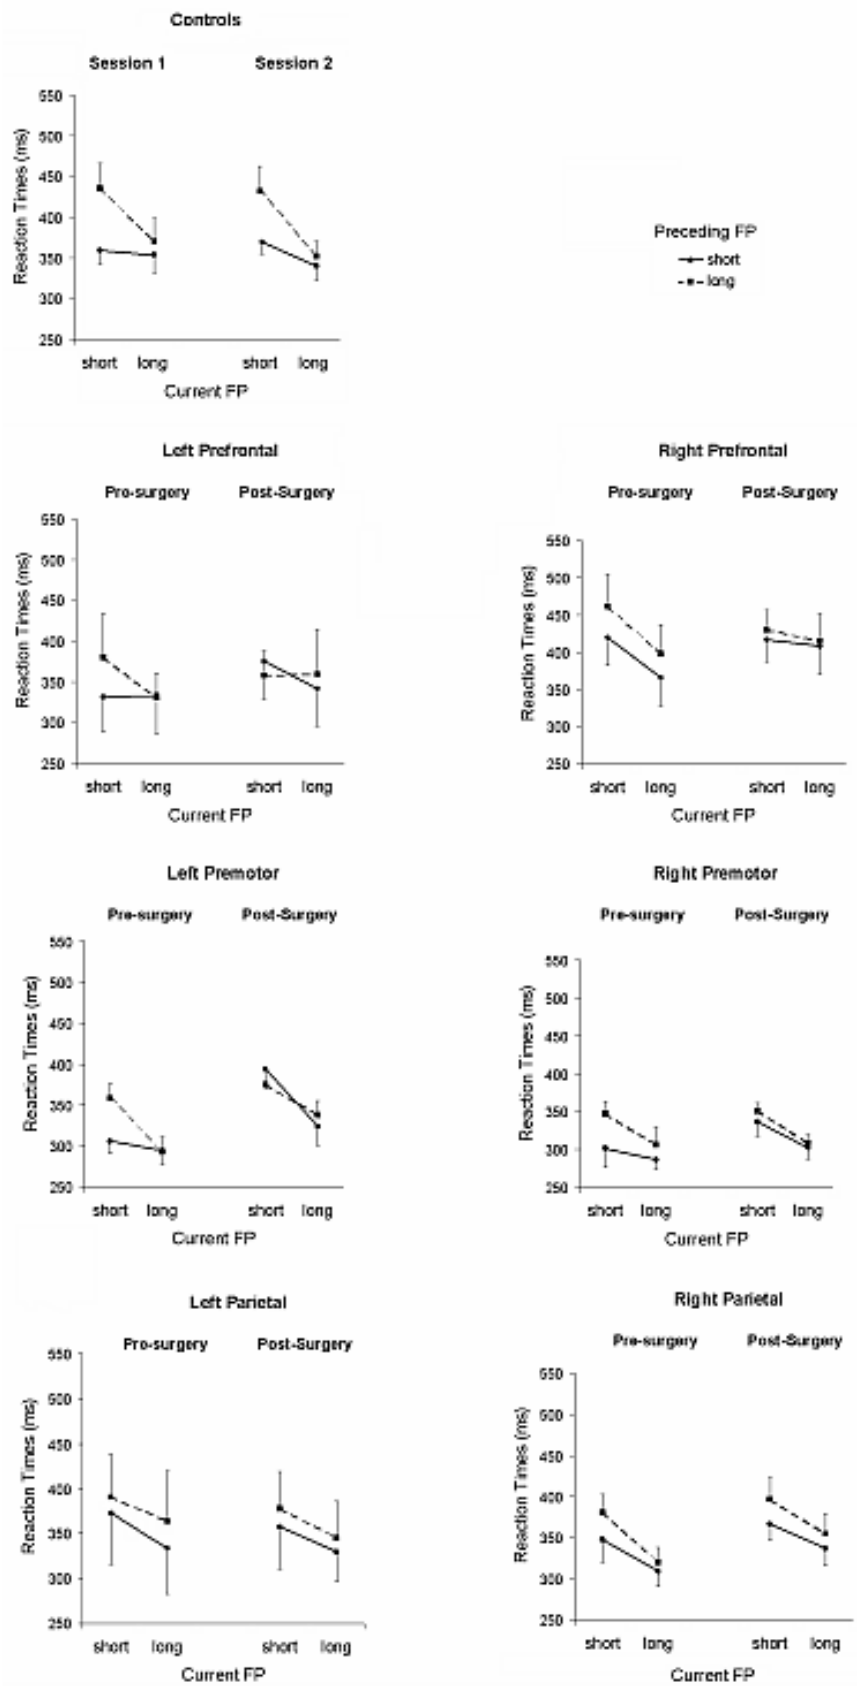 Controls
Session 1 Session 2
550
500
450
400
350
300
250
Reaction Times (ms)
short long short long
Current FP
Preceding FP
short
long
Left Prefrontal
Pre-surgery Post-Surgery
550
500
450
400
350
300
250
Reaction Times (ms)
short long short long
Current FP
Right Prefrontal
Pre-surgery Post-Surgery
550
500
450
400
350
300
250
Reaction Times (ms)
short long short long
Current FP
Left Premotor
Pre-surgery Post-Surgery
550
500
450
400
350
300
250
Reaction Times (ms)
short long short long
Current FP
Right Premotor
Pre-surgery Post-Surgery
550
500
450
400
350
300
250
Reaction Times (ms)
short long short long
Current FP
Left Parietal
Pre-surgery Post-Surgery
550
500
450
400
350
300
250
Reaction Times (ms)
short long short long
Current FP
Right Parietal
Pre-surgery Post-Surgery
550
500
450
400
350
300
250
Reaction Times (ms)
short long short long
Current FP